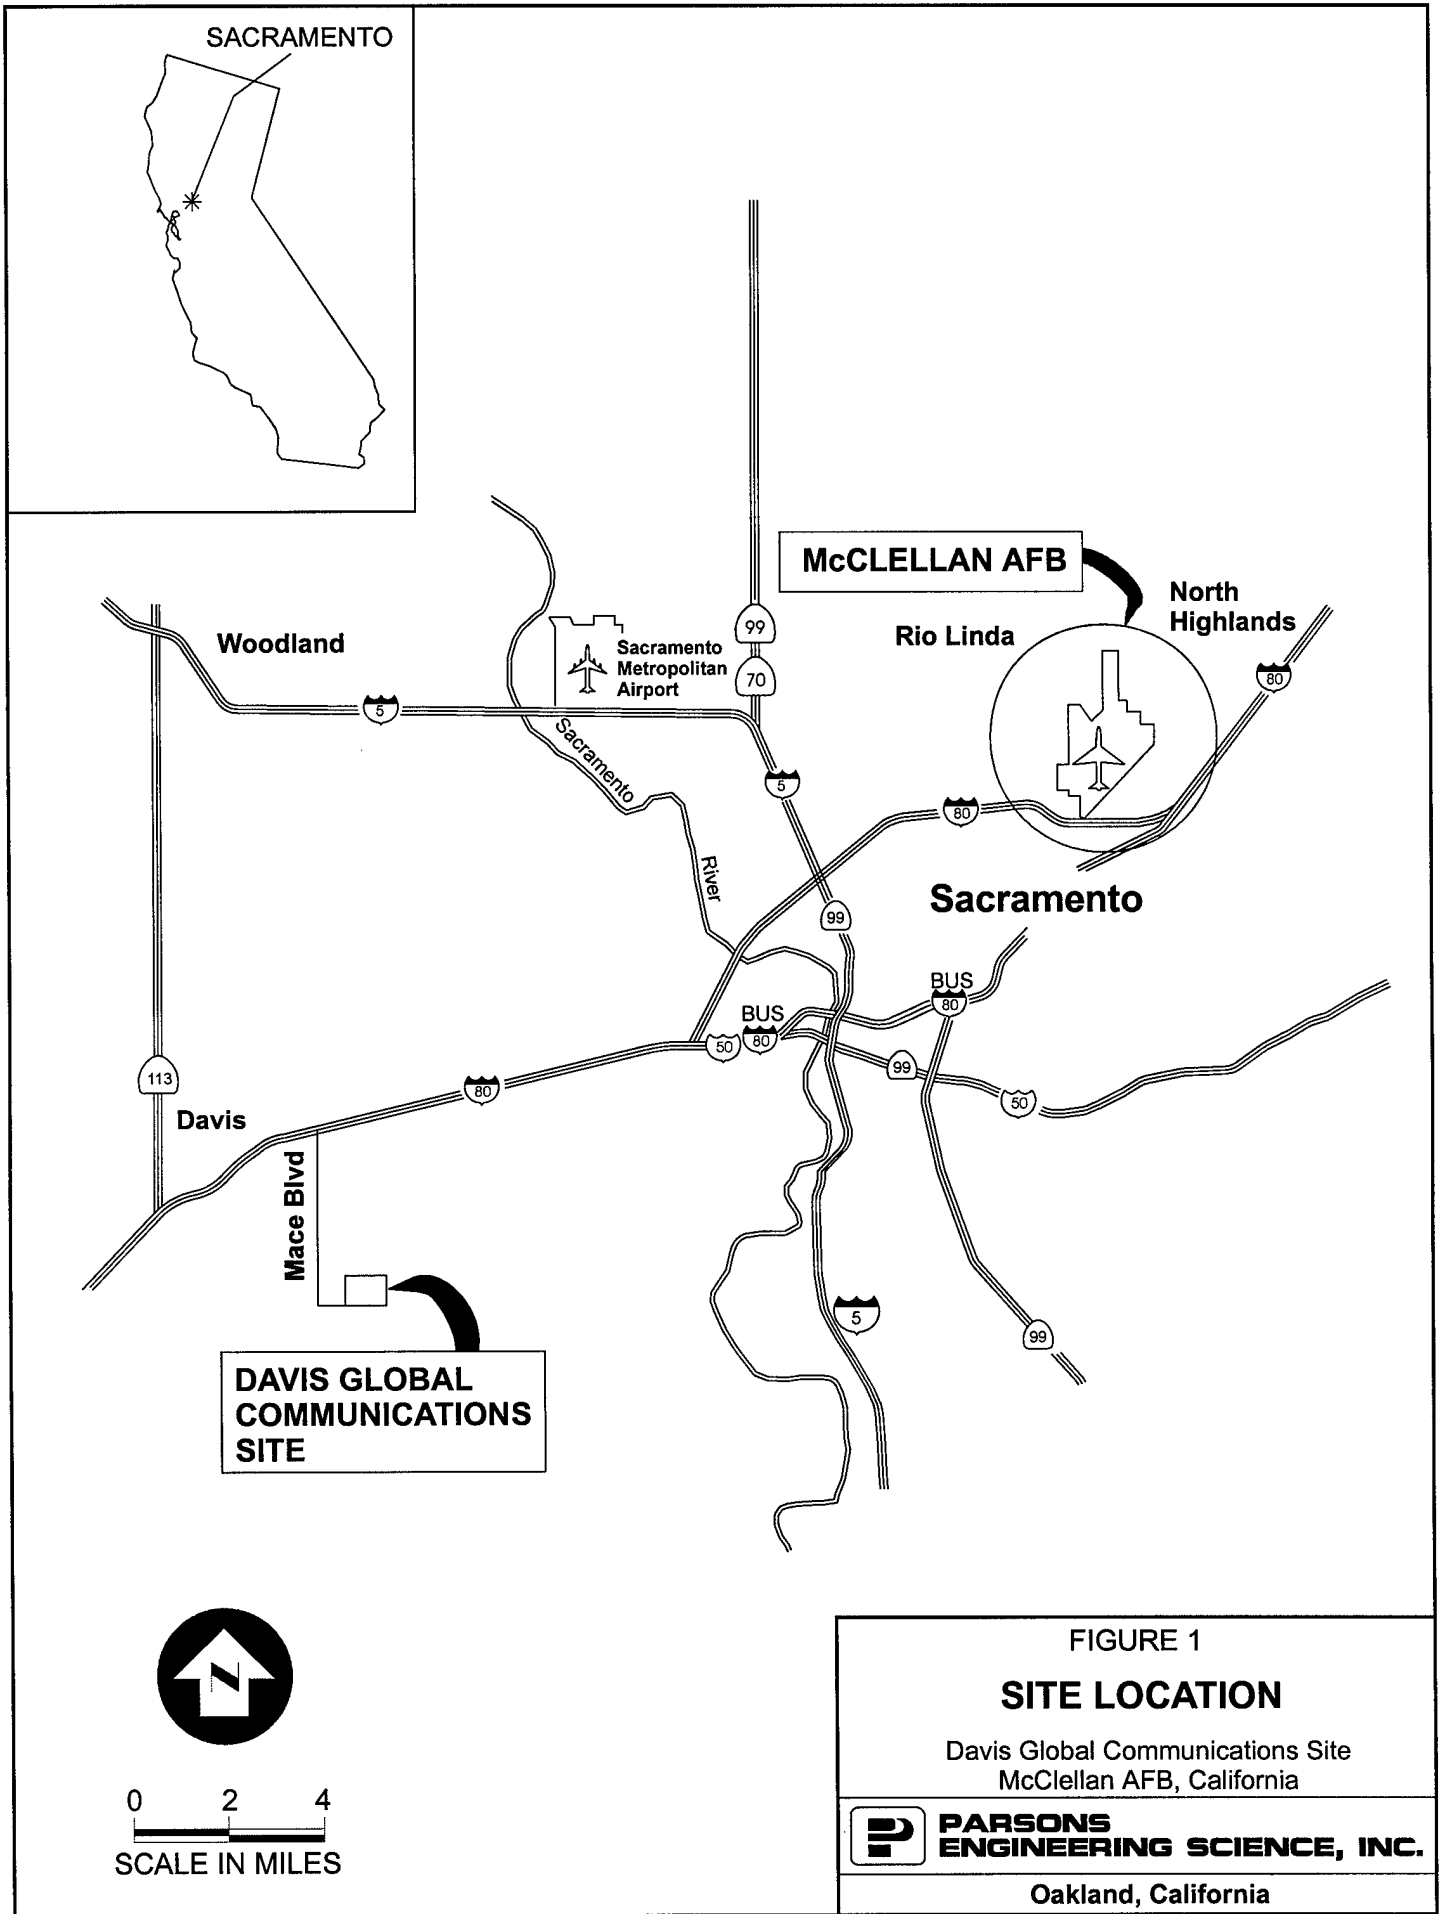 SACRAMENTO
McCLELLAN AFB
North
Highlands
Rio Linda
99
Woodland
Sacramento
Metropolitan
Airport
70
80
5
Sacramento
5
80
River
Sacramento
99
BUS
80
BUS
80
50
99
113
80
50
Davis
Mace Blvd
5
99
DAVIS GLOBAL
COMMUNICATIONS
SITE
N
0 2 4
SCALE IN MILES
FIGURE 1
SITE LOCATION
Davis Global Communications Site
McClellan AFB, California
P
PARSONS
ENGINEERING SCIENCE, INC.
Oakland, California